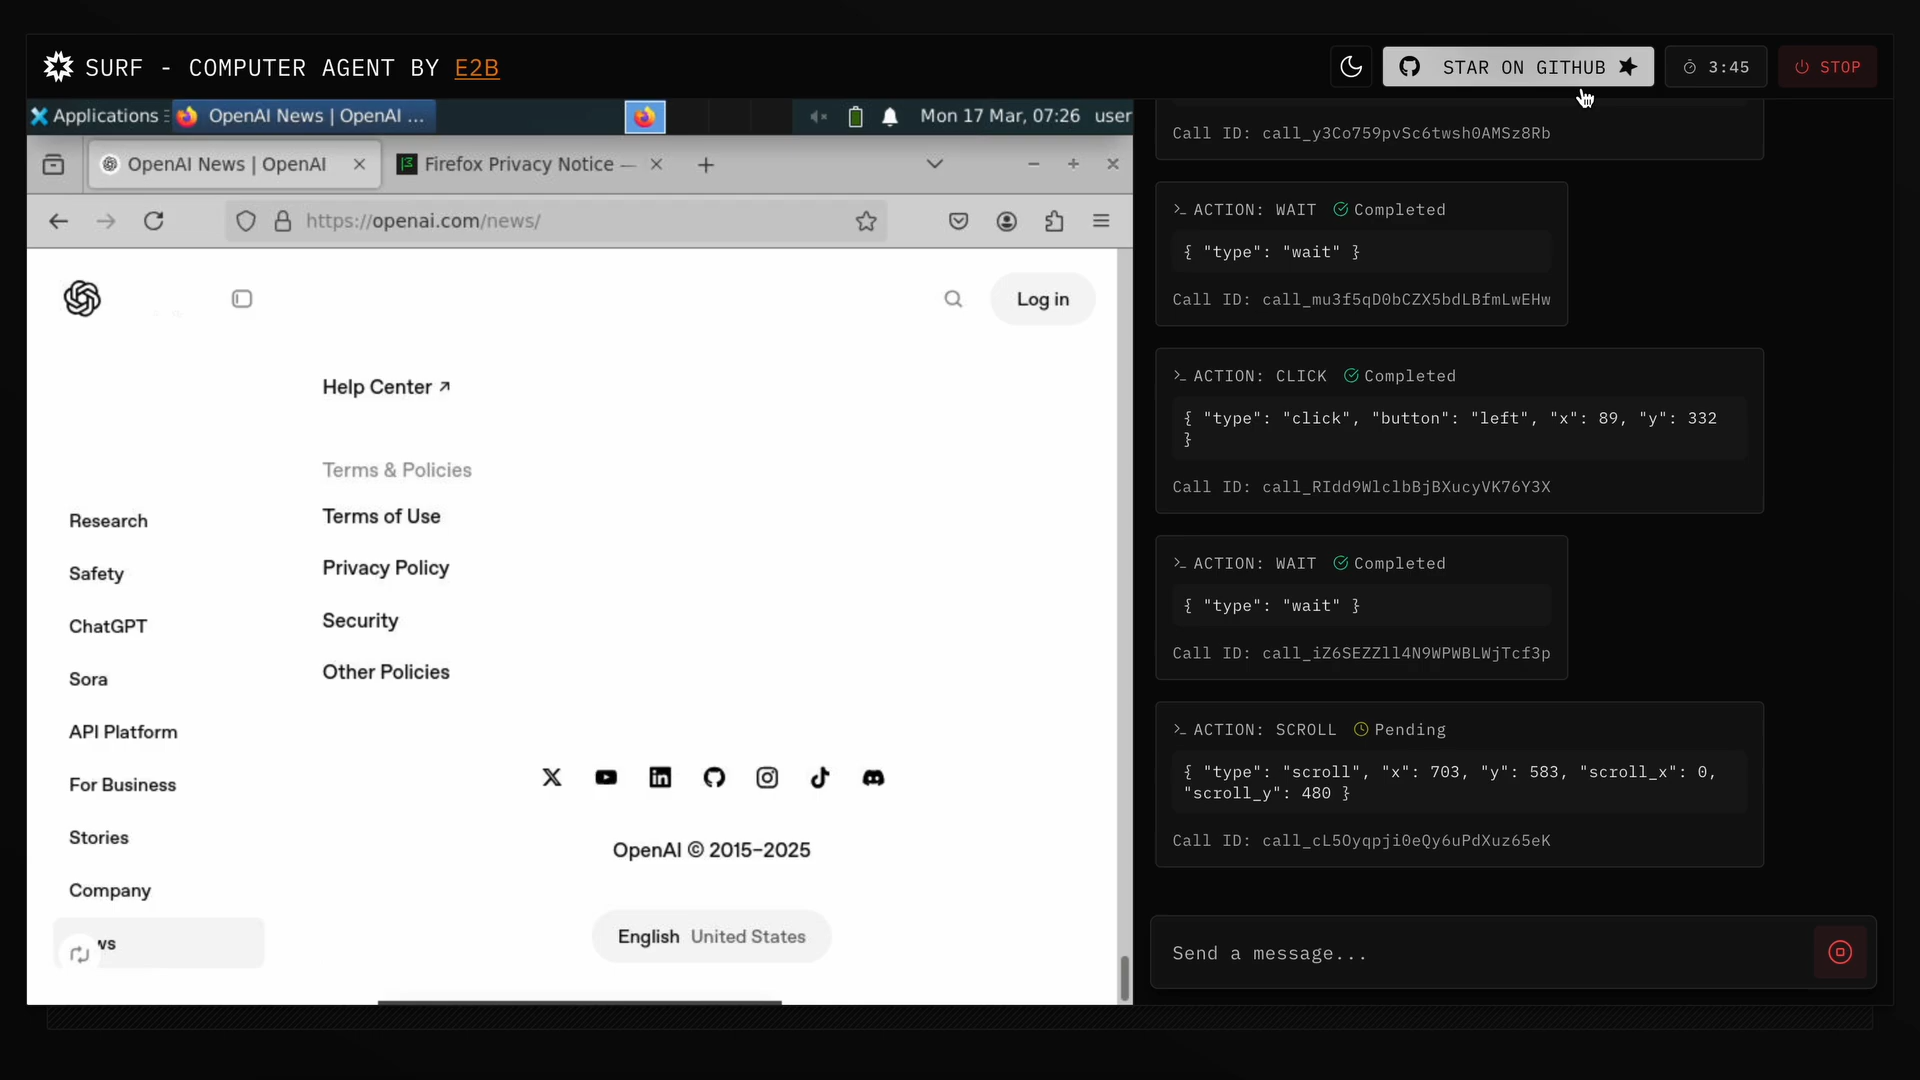 SURF - COMPUTER AGENT BY E2B
STAR ON GITHUB
3:45
STOP
Applications
OpenAI News | OpenAI ...
Mon 17 Mar, 07:26
user
OpenAI News | OpenAI
Firefox Privacy Notice —
https://openai.com/news/
Log in
Help Center ↗
Terms & Policies
Terms of Use
Privacy Policy
Security
Other Policies
Research
Safety
ChatGPT
Sora
API Platform
For Business
Stories
Company
ws
OpenAI © 2015–2025
English United States
Call ID: call_y3Co759pvSc6twsh0AMSz8Rb
>_ ACTION: WAIT Completed
{ "type": "wait" }
Call ID: call_mu3f5qD0bCZX5bdLBfmLwEHw
>_ ACTION: CLICK Completed
{ "type": "click", "button": "left", "x": 89, "y": 332
}
Call ID: call_RIdd9WlclbBjBXucyVK76Y3X
>_ ACTION: WAIT Completed
{ "type": "wait" }
Call ID: call_iZ6SEZZll4N9WPWBLWjTcf3p
>_ ACTION: SCROLL Pending
{ "type": "scroll", "x": 703, "y": 583, "scroll_x": 0,
"scroll_y": 480 }
Call ID: call_cL5Oyqpji0eQy6uPdXuz65eK
Send a message...